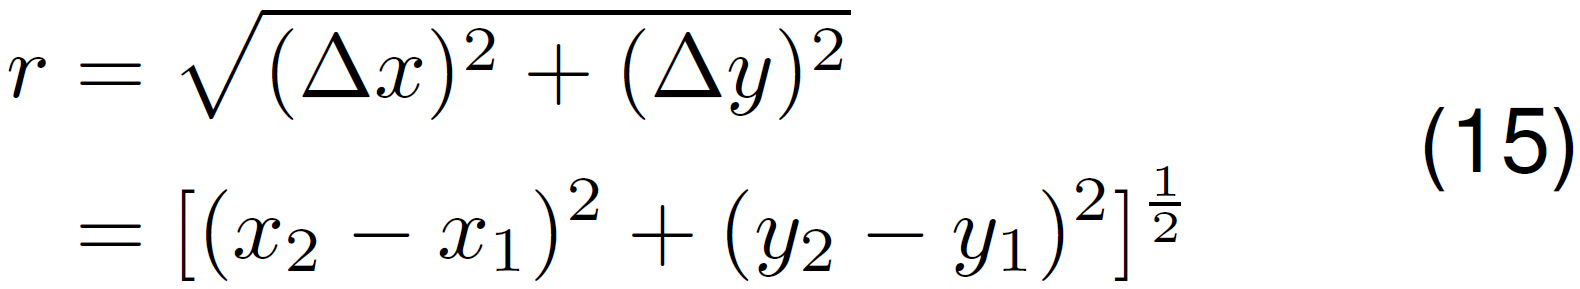 r = √((Δx)² + (Δy)²)
(15)
= [(x₂ − x₁)² + (y₂ − y₁)²]^(1/2)